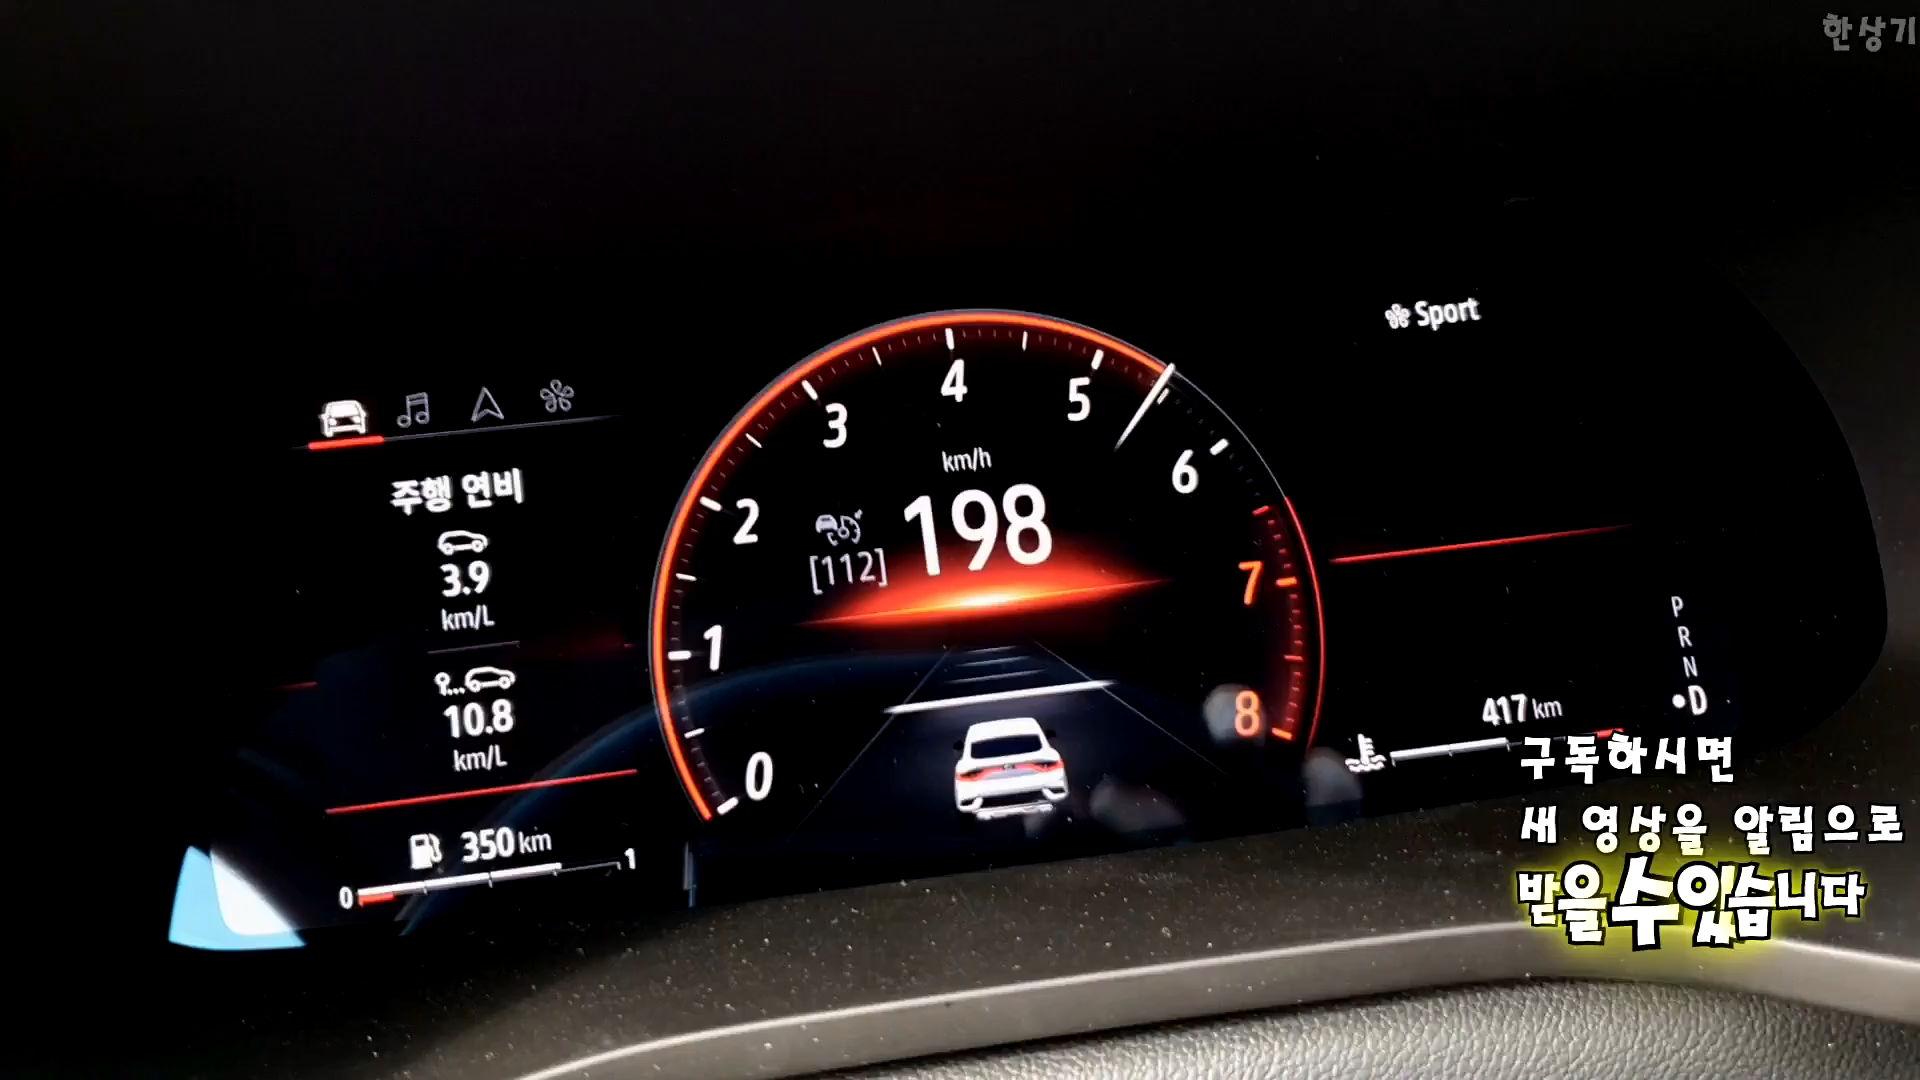 한상기
Sport
주행 연비
3.9
km/L
10.8
km/L
350 km
0
1
0
1
2
3
4
5
6
7
8
km/h
198
[112]
P
R
N
D
417 km
구독하시면
새 영상을 알림으로
받을수있습니다